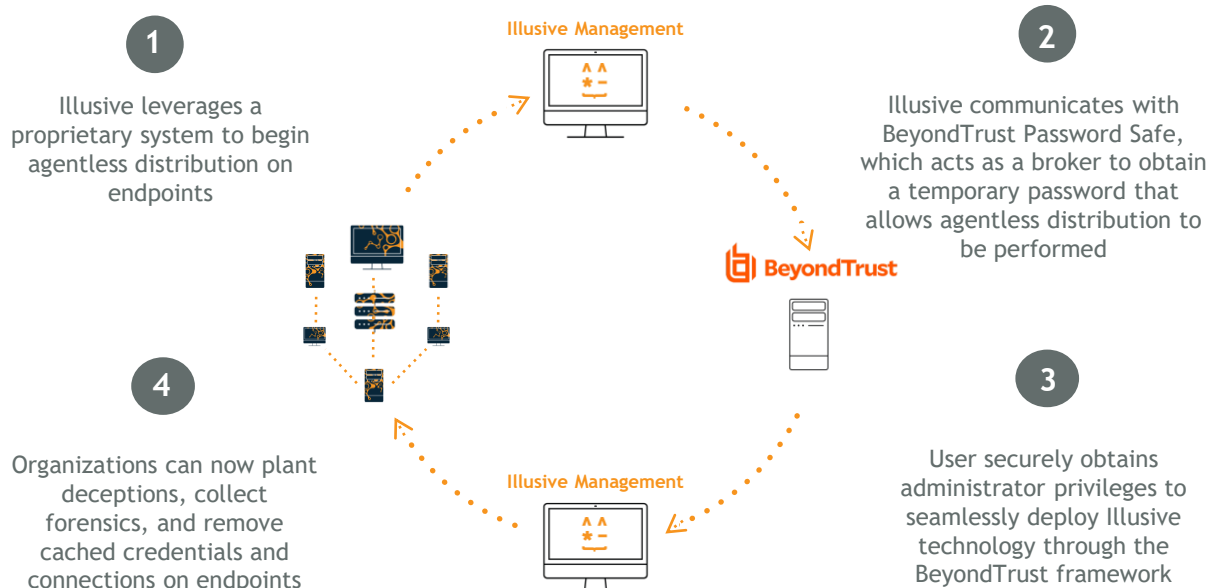 1
Illusive leverages a
proprietary system to begin
agentless distribution on
endpoints
Illusive Management
2
Illusive communicates with
BeyondTrust Password Safe,
which acts as a broker to obtain
a temporary password that
allows agentless distribution to
be performed
BeyondTrust
3
User securely obtains
administrator privileges to
seamlessly deploy Illusive
technology through the
BeyondTrust framework
Illusive Management
4
Organizations can now plant
deceptions, collect
forensics, and remove
cached credentials and
connections on endpoints